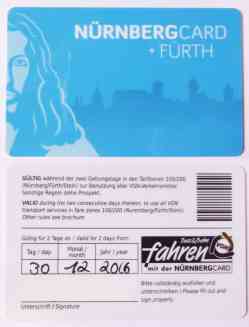 NÜRNBERGCARD
+ FÜRTH
GÜLTIG während der zwei Geltungstage in den Tarifzonen 100/200
(Nürnberg/Fürth/Stein) zur Benutzung aller VGN-Verkehrsmittel
Sonstige Regeln siehe Prospekt.
VALID during the two consecutive days thereon, to use all VGN
transport services in fare zones 100/200 (Nuremberg/Fürth/Stein)
Other rules see brochure
Gültig für 2 Tage ab / Valid for 2 days from:
Tag / day Monat / month Jahr / year
30 12 2016
fahren
mit der NÜRNBERGCARD
Bitte vollständig ausfüllen und
unterschreiben | Please fill out and
sign properly
Unterschrift / Signature